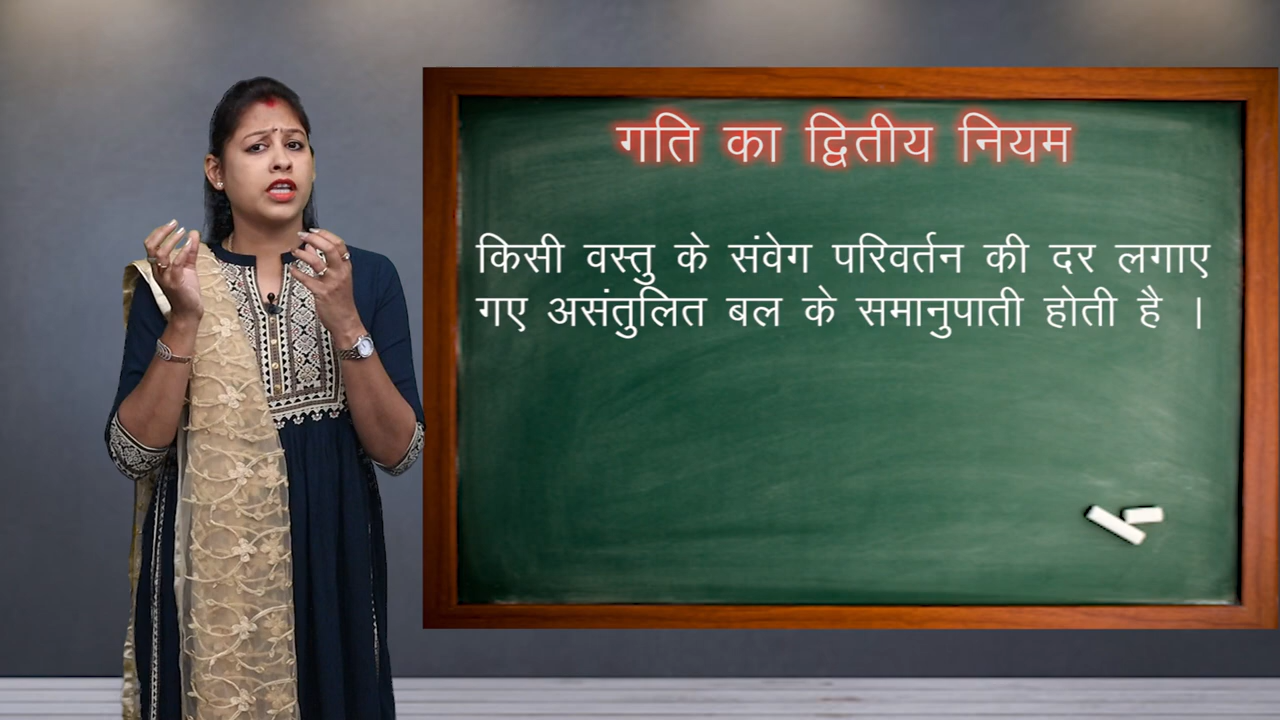 गति का द्वितीय नियम
किसी वस्तु के संवेग परिवर्तन की दर लगाए
गए असंतुलित बल के समानुपाती होती है ।